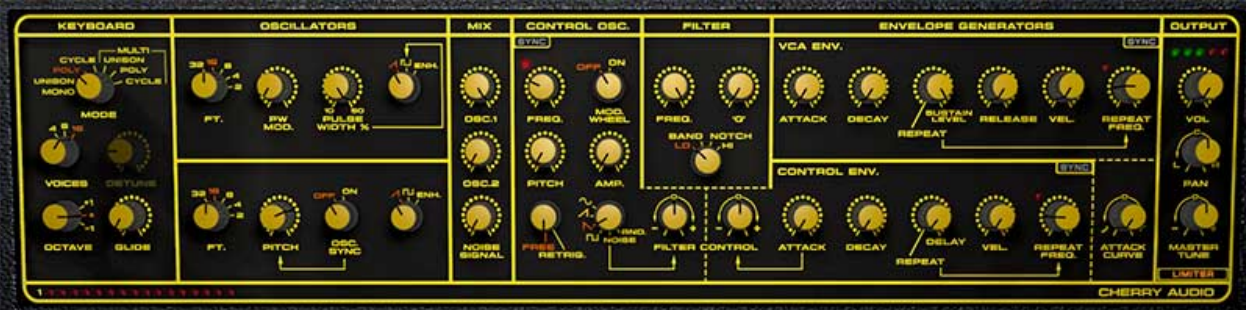 KEYBOARD
OSCILLATORS
MIX
CONTROL OSC.
FILTER
ENVELOPE GENERATORS
OUTPUT
SYNC
VCA ENV.
SYNC
MULTI
CYCLE UNISON
POLY POLY
UNISON CYCLE
MONO
MODE
32 16 8 4 2
FT.
PW
MOD.
10 60
PULSE
WIDTH %
ENH.
OSC.1
FREQ.
OFF ON
MOD.
WHEEL
FREQ.
'Q'
ATTACK
DECAY
SUSTAIN
LEVEL
REPEAT
RELEASE
VEL.
REPEAT
FREQ.
VOL
4 8 16
VOICES
DETUNE
OSC.2
PITCH
AMP.
BAND NOTCH
LO HI
CONTROL ENV.
SYNC
L R
PAN
+1
-1
OCTAVE
GLIDE
32 16 8 4 2
FT.
PITCH
OFF ON
OSC.
SYNC
ENH.
NOISE
SIGNAL
FREE
RETRIG.
RND.
NOISE
- +
FILTER CONTROL
- +
ATTACK
DECAY
DELAY
REPEAT
VEL.
REPEAT
FREQ.
ATTACK
CURVE
- +
MASTER
TUNE
LIMITER
1
CHERRY AUDIO